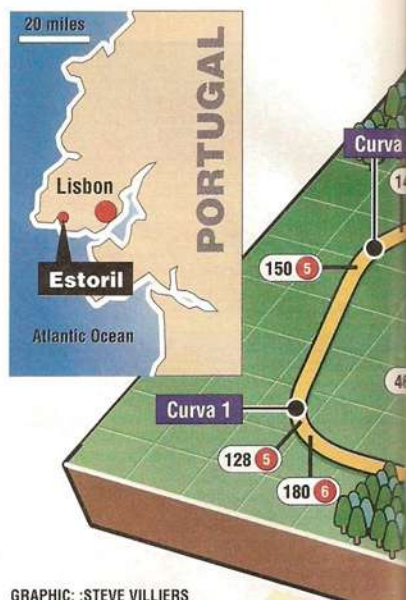 20 miles
PORTUGAL
Lisbon
Estoril
Atlantic Ocean
Curva
150 5
Curva 1
128 5
180 6
GRAPHIC: :STEVE VILLIERS